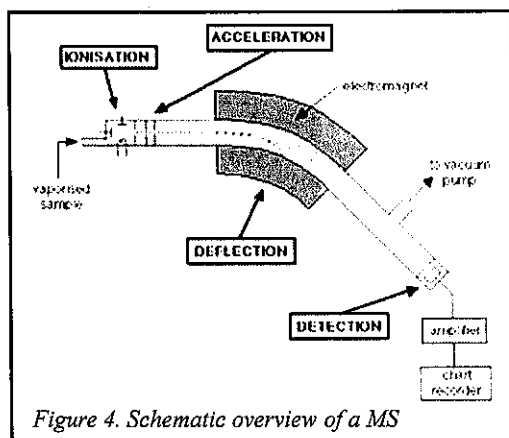 ACCELERATION
IONISATION
electromagnet
vaporised
sample
to vacuum
pump
DEFLECTION
DETECTION
amplifier
chart
recorder
Figure 4. Schematic overview of a MS